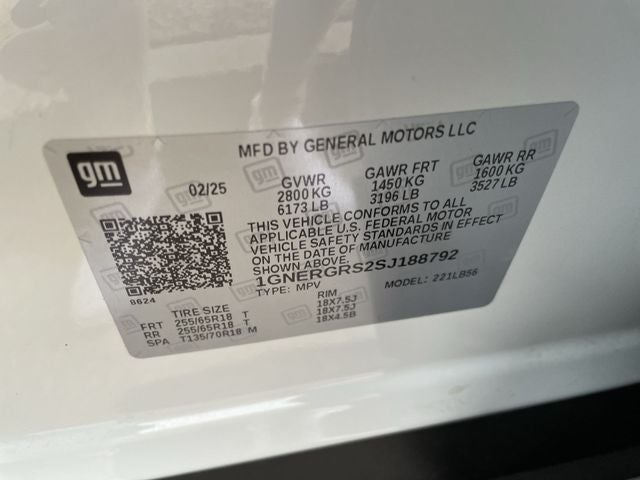 gm
MFD BY GENERAL MOTORS LLC
02/25
GVWR
2800 KG
6173 LB
GAWR FRT
1450 KG
3196 LB
GAWR RR
1600 KG
3527 LB
THIS VEHICLE CONFORMS TO ALL
APPLICABLE U.S. FEDERAL MOTOR
VEHICLE SAFETY STANDARDS IN EFFECT
ON THE DATE OF MANUFACTURE
SHOWN ABOVE.
1GNERGRS2SJ188792
TYPE: MPV
MODEL: 221LB56
8624
TIRE SIZE RIM
FRT 255/65R18 T 18X7.5J
RR 255/65R18 T 18X7.5J
SPA T135/70R18 M 18X4.5B